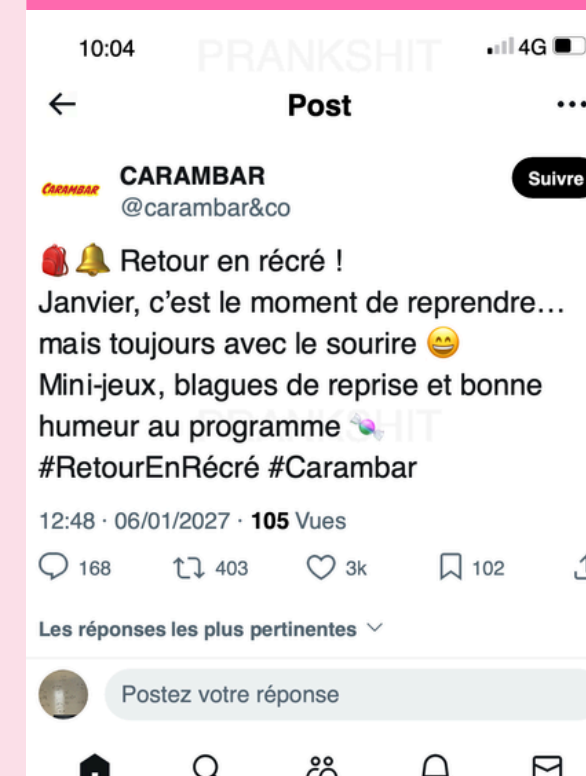 PRANKSHIT
10:04 4G
Post
CARAMBAR
CARAMBAR
Suivre
@carambar&co
🎒🔔 Retour en récré !
Janvier, c’est le moment de reprendre…
mais toujours avec le sourire 😄
Mini-jeux, blagues de reprise et bonne
humeur au programme 🍬
PRANKSHIT
#RetourEnRécré #Carambar
12:48 · 06/01/2027 · 105 Vues
168 403 3k 102
Les réponses les plus pertinentes
Postez votre réponse